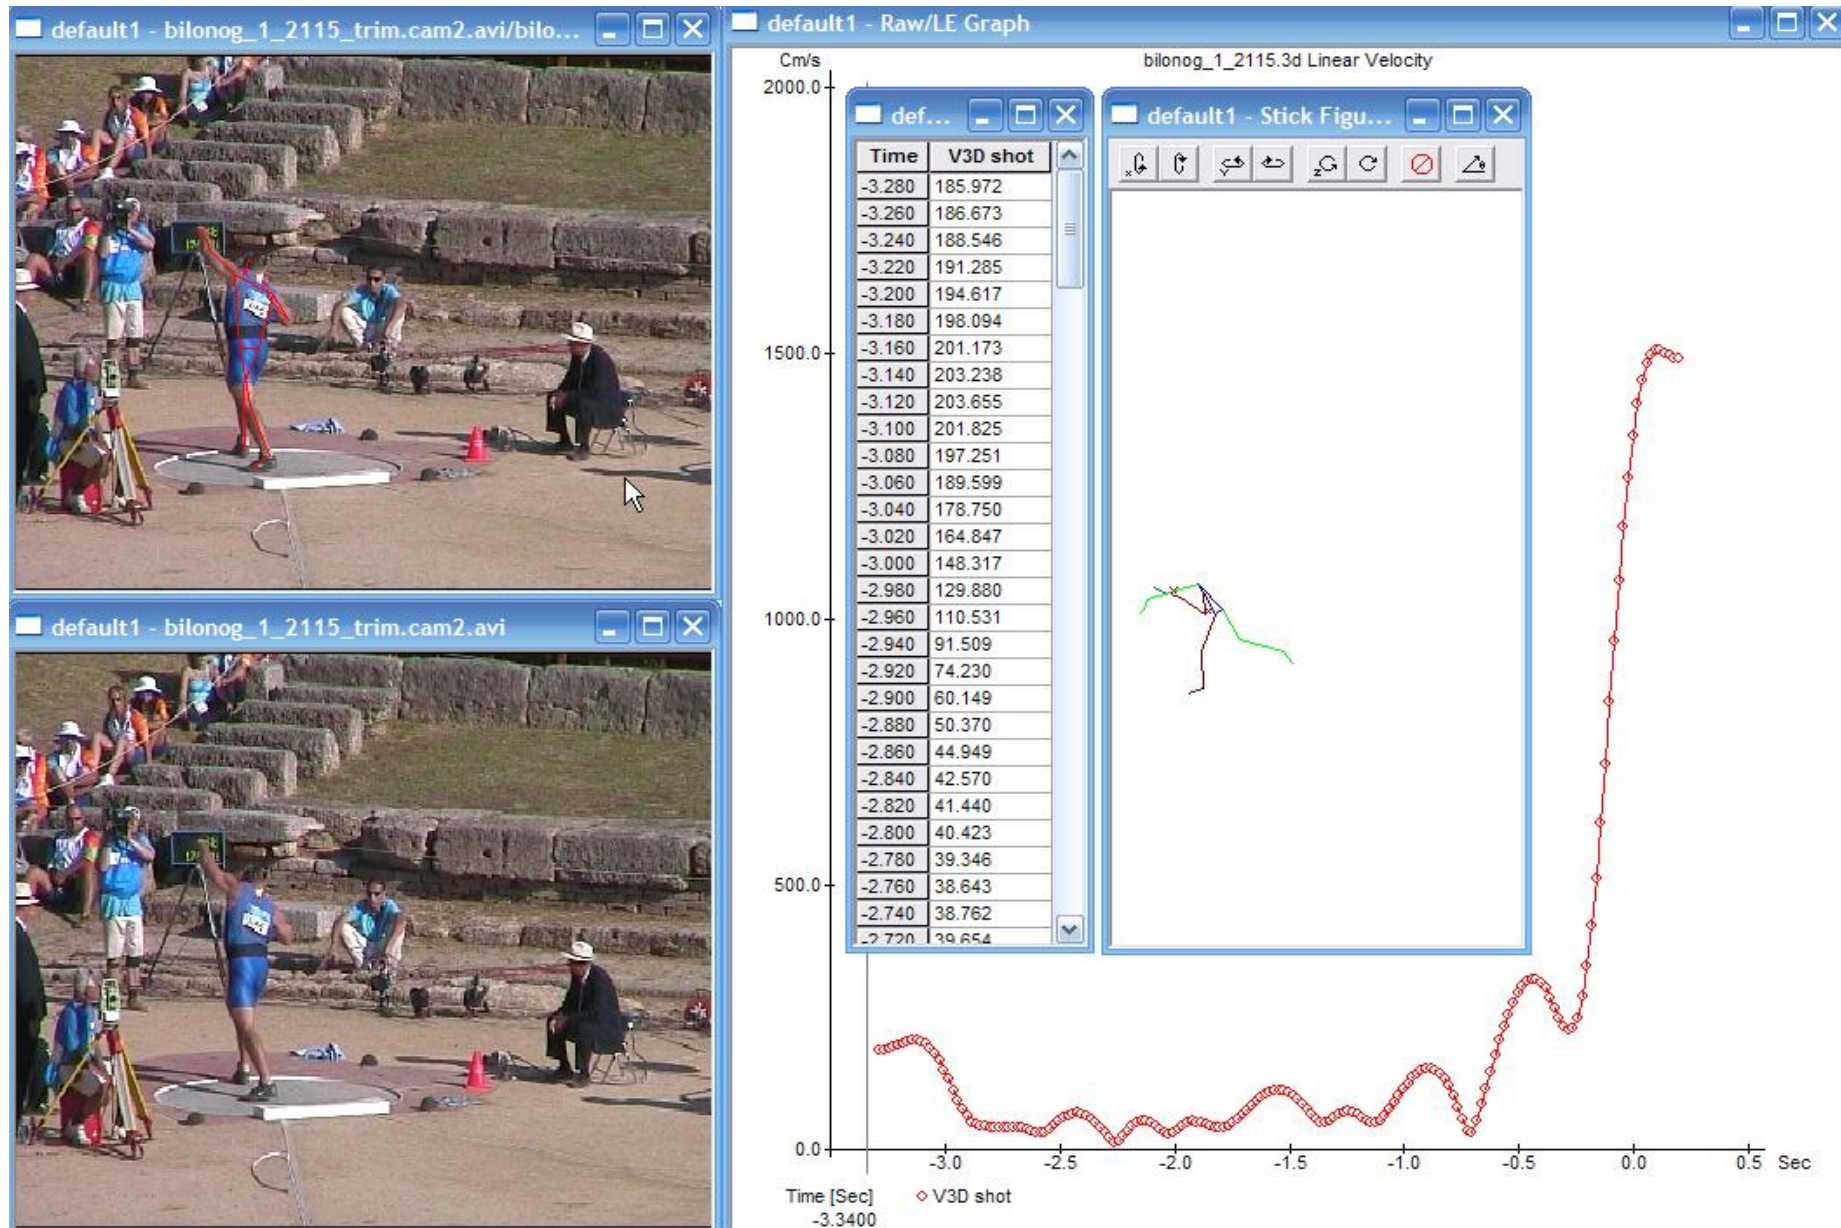 default1 - bilonog_1_2115_trim.cam2.avi/bilo...
default1 - bilonog_1_2115_trim.cam2.avi
default1 - Raw/LE Graph
bilonog_1_2115.3d Linear Velocity
Cm/s
2000.0
1500.0
1000.0
500.0
0.0
def...
Time V3D shot
-3.280 185.972
-3.260 186.673
-3.240 188.546
-3.220 191.285
-3.200 194.617
-3.180 198.094
-3.160 201.173
-3.140 203.238
-3.120 203.655
-3.100 201.825
-3.080 197.251
-3.060 189.599
-3.040 178.750
-3.020 164.847
-3.000 148.317
-2.980 129.880
-2.960 110.531
-2.940 91.509
-2.920 74.230
-2.900 60.149
-2.880 50.370
-2.860 44.949
-2.840 42.570
-2.820 41.440
-2.800 40.423
-2.780 39.346
-2.760 38.643
-2.740 38.762
-2.720 39.654
default1 - Stick Figu...
x
Y
z
-3.0 -2.5 -2.0 -1.5 -1.0 -0.5 0.0 0.5 Sec
Time [Sec] V3D shot
-3.3400